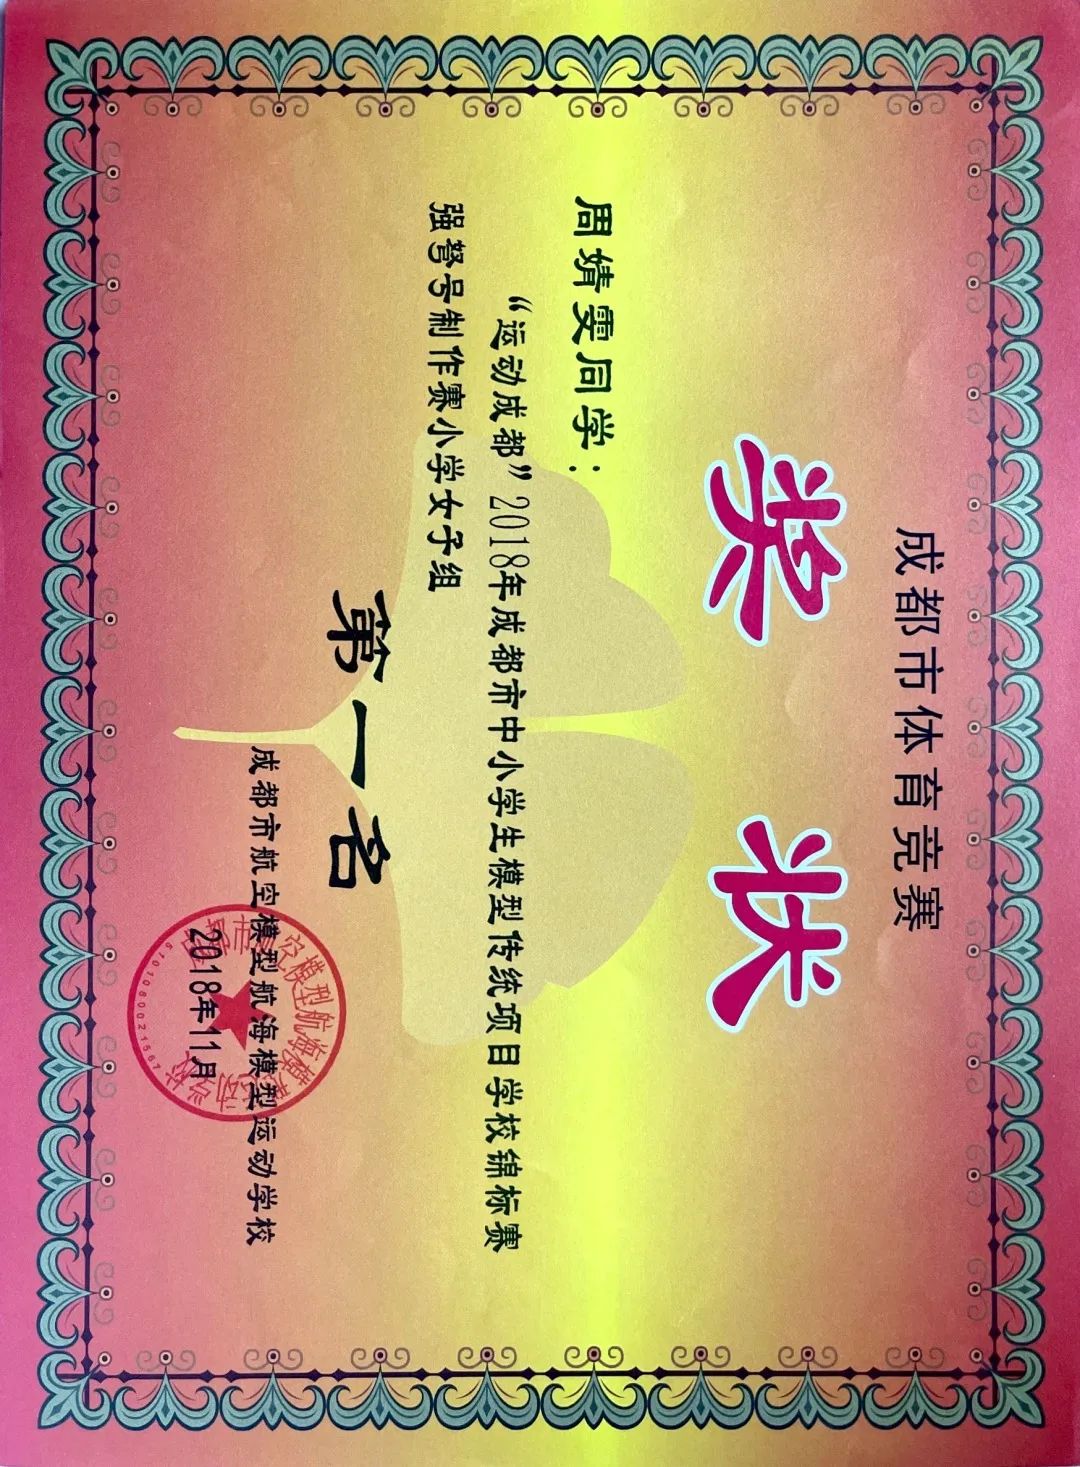 成都市体育竞赛
奖状
周婧雯同学：
“运动成都”2018年成都市中小学生模型传统项目学校锦标赛
强弩号制作赛小学女子组
第一名
成都市航空模型航海模型运动学校
2018年11月
5101060021567